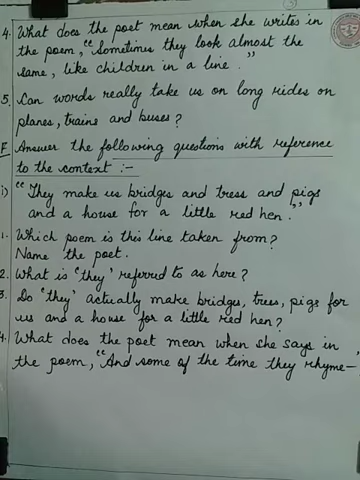 4. What does the poet mean when she writes in
the poem, "Sometimes they look almost the
same, like children in a line."
5. Can words really take us on long rides on
planes, trains and buses?
F Answer the following questions with reference
to the context :-
i) "They make us bridges and tress and pigs
and a house for a little red hen."
1. Which poem is this line taken from?
Name the poet.
2. What is 'they' referred to as here?
3. Do 'they' actually make bridges, trees, pigs for
us and a house for a little red hen?
4. What does the poet mean when she says in
the poem, "And some of the time they rhyme—